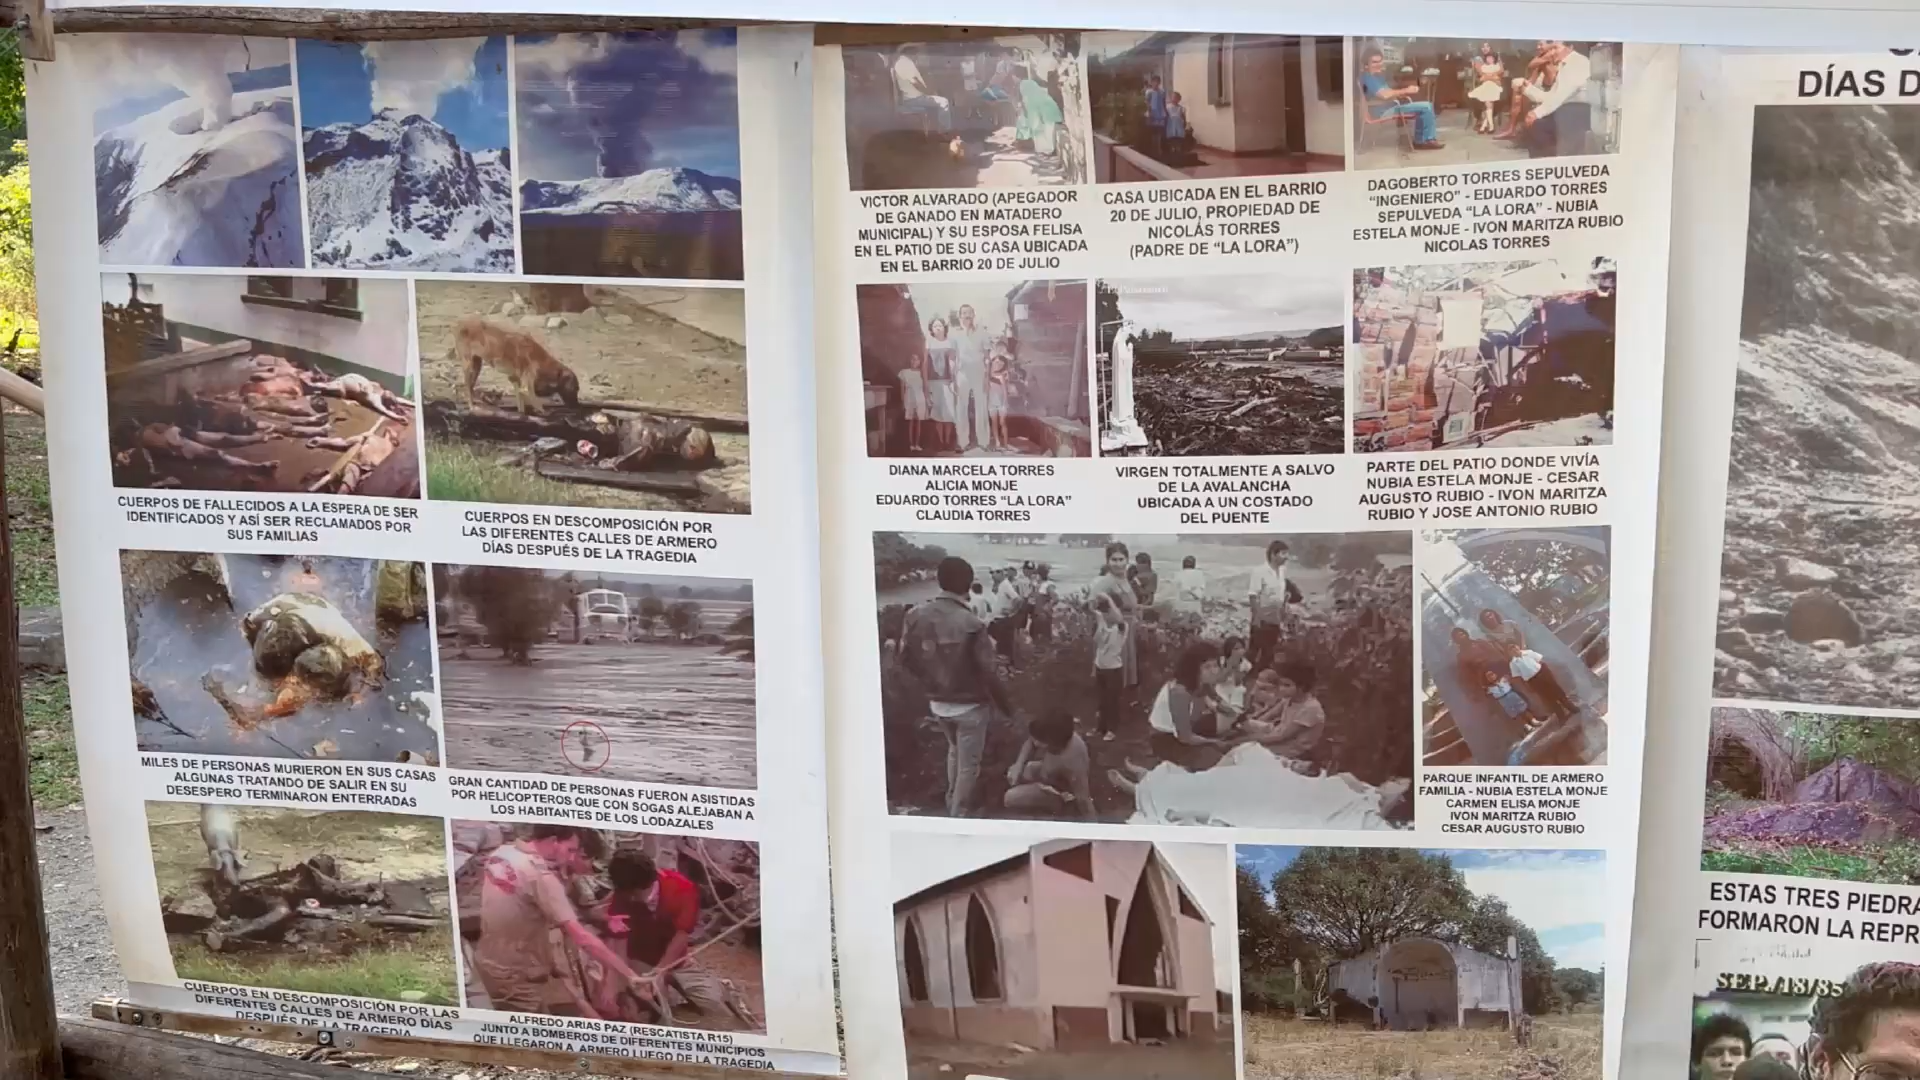 CUERPOS DE FALLECIDOS A LA ESPERA DE SER
IDENTIFICADOS Y ASÍ SER RECLAMADOS POR
SUS FAMILIAS
CUERPOS EN DESCOMPOSICIÓN POR
LAS DIFERENTES CALLES DE ARMERO
DÍAS DESPUÉS DE LA TRAGEDIA
MILES DE PERSONAS MURIERON EN SUS CASAS
ALGUNAS TRATANDO DE SALIR EN SU
DESESPERO TERMINARON ENTERRADAS
GRAN CANTIDAD DE PERSONAS FUERON ASISTIDAS
POR HELICOPTEROS QUE CON SOGAS ALEJABAN A
LOS HABITANTES DE LOS LODAZALES
CUERPOS EN DESCOMPOSICIÓN POR LAS
DIFERENTES CALLES DE ARMERO DÍAS
DESPUÉS DE LA TRAGEDIA
ALFREDO ARIAS PAZ (RESCATISTA R15)
JUNTO A BOMBEROS DE DIFERENTES MUNICIPIOS
QUE LLEGARON A ARMERO LUEGO DE LA TRAGEDIA
VICTOR ALVARADO (APEGADOR
DE GANADO EN MATADERO
MUNICIPAL) Y SU ESPOSA FELISA
EN EL PATIO DE SU CASA UBICADA
EN EL BARRIO 20 DE JULIO
CASA UBICADA EN EL BARRIO
20 DE JULIO, PROPIEDAD DE
NICOLÁS TORRES
(PADRE DE "LA LORA")
DAGOBERTO TORRES SEPULVEDA
"INGENIERO" - EDUARDO TORRES
SEPULVEDA "LA LORA" - NUBIA
ESTELA MONJE - IVON MARITZA RUBIO
NICOLAS TORRES
DIANA MARCELA TORRES
ALICIA MONJE
EDUARDO TORRES "LA LORA"
CLAUDIA TORRES
VIRGEN TOTALMENTE A SALVO
DE LA AVALANCHA
UBICADA A UN COSTADO
DEL PUENTE
PARTE DEL PATIO DONDE VIVÍA
NUBIA ESTELA MONJE - CESAR
AUGUSTO RUBIO - IVON MARITZA
RUBIO Y JOSE ANTONIO RUBIO
PARQUE INFANTIL DE ARMERO
FAMILIA - NUBIA ESTELA MONJE
CARMEN ELISA MONJE
IVON MARITZA RUBIO
CESAR AUGUSTO RUBIO
DÍAS D
ESTAS TRES PIEDRA
FORMARON LA REPR
SEP./18/85